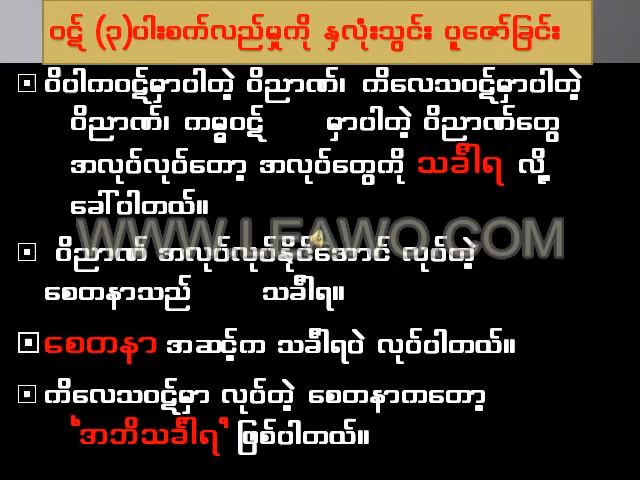 ဝဋ် (၃)ပါးစက်လည်မှုကို နှလုံးသွင်း ပူဇော်ခြင်း
ဝိပါကဝဋ်မှာပါတဲ့ ဝိညာဏ်၊ ကိလေသဝဋ်မှာပါတဲ့
ဝိညာဏ်၊ ကမ္မဝဋ် မှာပါတဲ့ ဝိညာဏ်တွေ
အလုပ်လုပ်တော့ အလုပ်တွေကို သင်္ခါရ လို့
ခေါ်ပါတယ်။
WWW.LEAWO.COM
ဝိညာဏ် အလုပ်လုပ်နိုင်အောင် လုပ်တဲ့
စေတနာသည် သင်္ခါရ။
စေတနာ အဆင့်က သင်္ခါရပဲ လုပ်ပါတယ်။
ကိလေသဝဋ်မှာ လုပ်တဲ့ စေတနာကတော့
"အဘိသင်္ခါရ" ဖြစ်ပါတယ်။